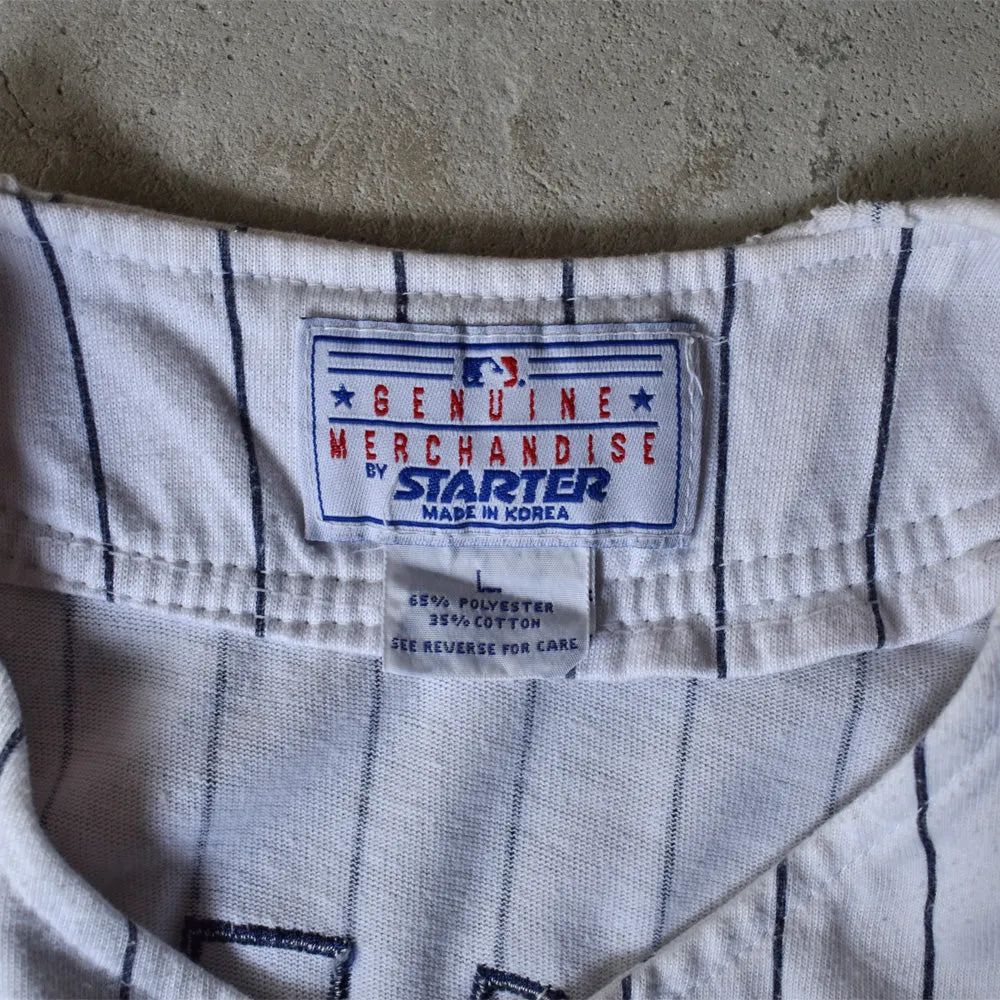 GENUINE
MERCHANDISE
BY STARTER
MADE IN KOREA
L
65% POLYESTER
35% COTTON
SEE REVERSE FOR CARE